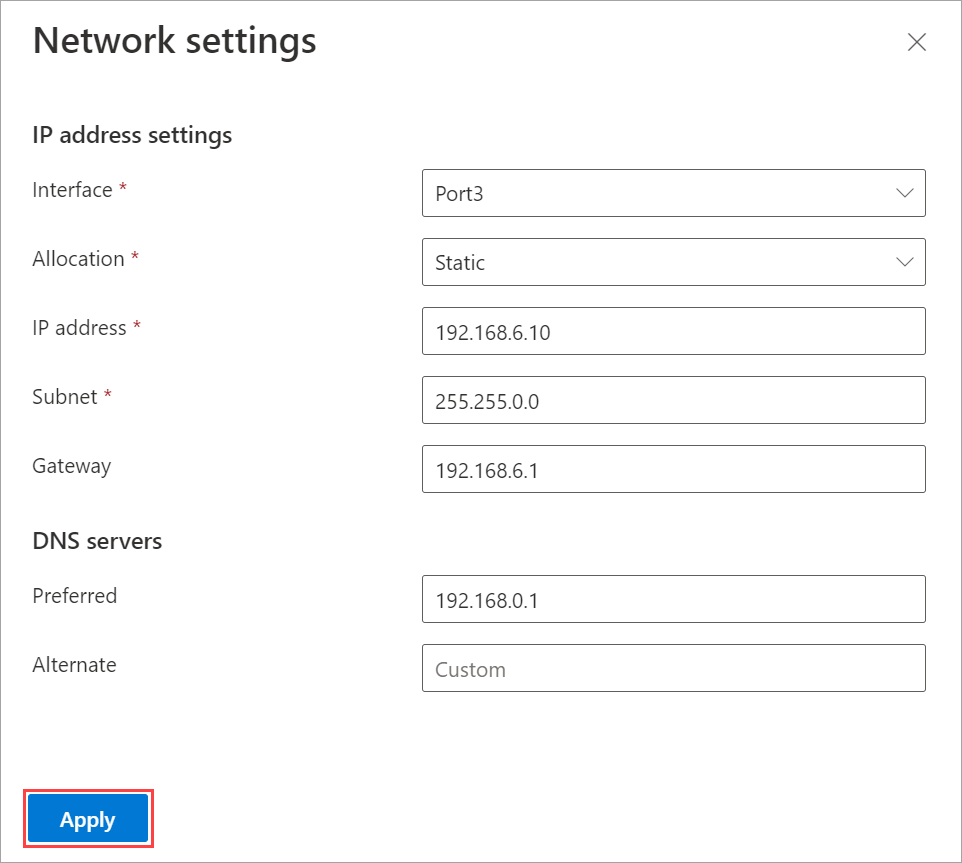 Network settings
IP address settings
Interface *
Port3
Allocation *
Static
IP address *
192.168.6.10
Subnet *
255.255.0.0
Gateway
192.168.6.1
DNS servers
Preferred
192.168.0.1
Alternate
Custom
Apply